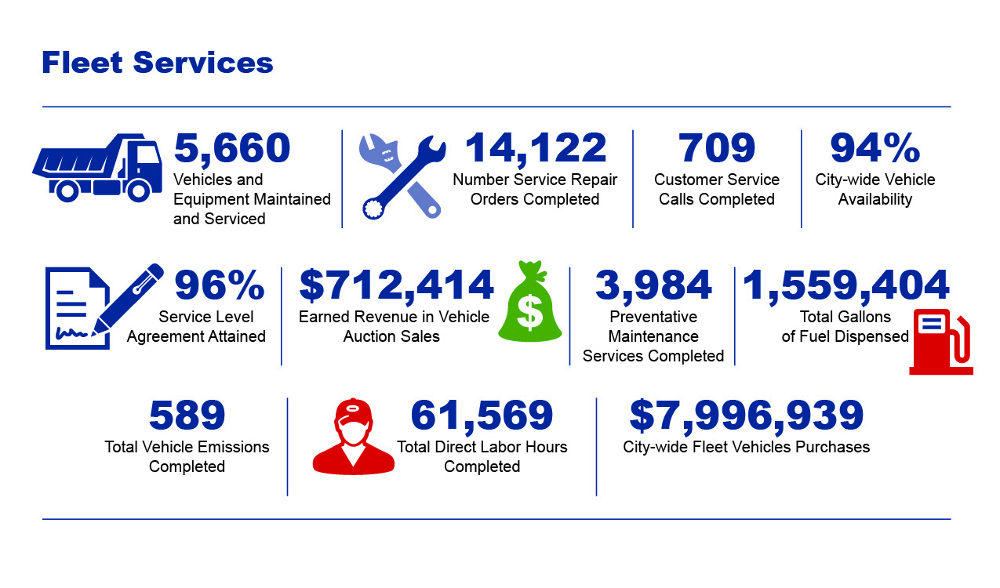 Fleet Services
5,660
Vehicles and
Equipment Maintained
and Serviced
14,122
Number Service Repair
Orders Completed
709
Customer Service
Calls Completed
94%
City-wide Vehicle
Availability
96%
Service Level
Agreement Attained
$712,414
Earned Revenue in Vehicle
Auction Sales
$
3,984
Preventative
Maintenance
Services Completed
1,559,404
Total Gallons
of Fuel Dispensed
589
Total Vehicle Emissions
Completed
61,569
Total Direct Labor Hours
Completed
$7,996,939
City-wide Fleet Vehicles Purchases